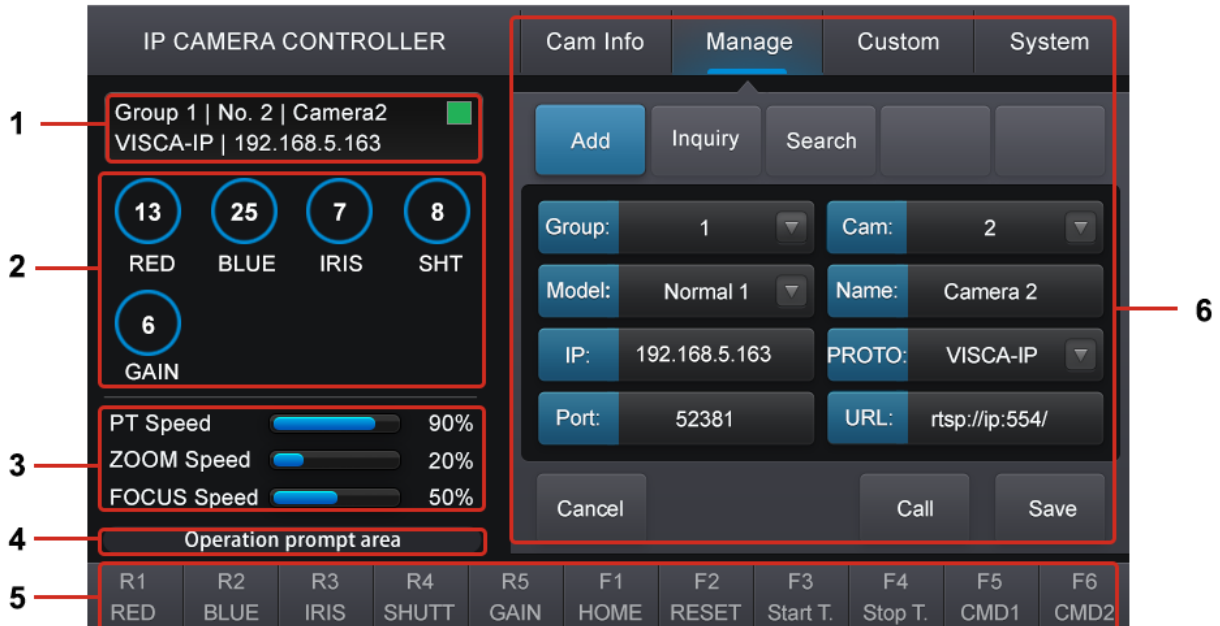 IP CAMERA CONTROLLER
Cam Info Manage Custom System
1
Group 1 | No. 2 | Camera2
VISCA-IP | 192.168.5.163
Add Inquiry Search
2
13 25 7 8
RED BLUE IRIS SHT
6
GAIN
Group: 1 Cam: 2
Model: Normal 1 Name: Camera 2
IP: 192.168.5.163 PROTO: VISCA-IP
Port: 52381 URL: rtsp://ip:554/
6
3
PT Speed 90%
ZOOM Speed 20%
FOCUS Speed 50%
Cancel Call Save
4
Operation prompt area
5
R1 R2 R3 R4 R5 F1 F2 F3 F4 F5 F6
RED BLUE IRIS SHUTT GAIN HOME RESET Start T. Stop T. CMD1 CMD2